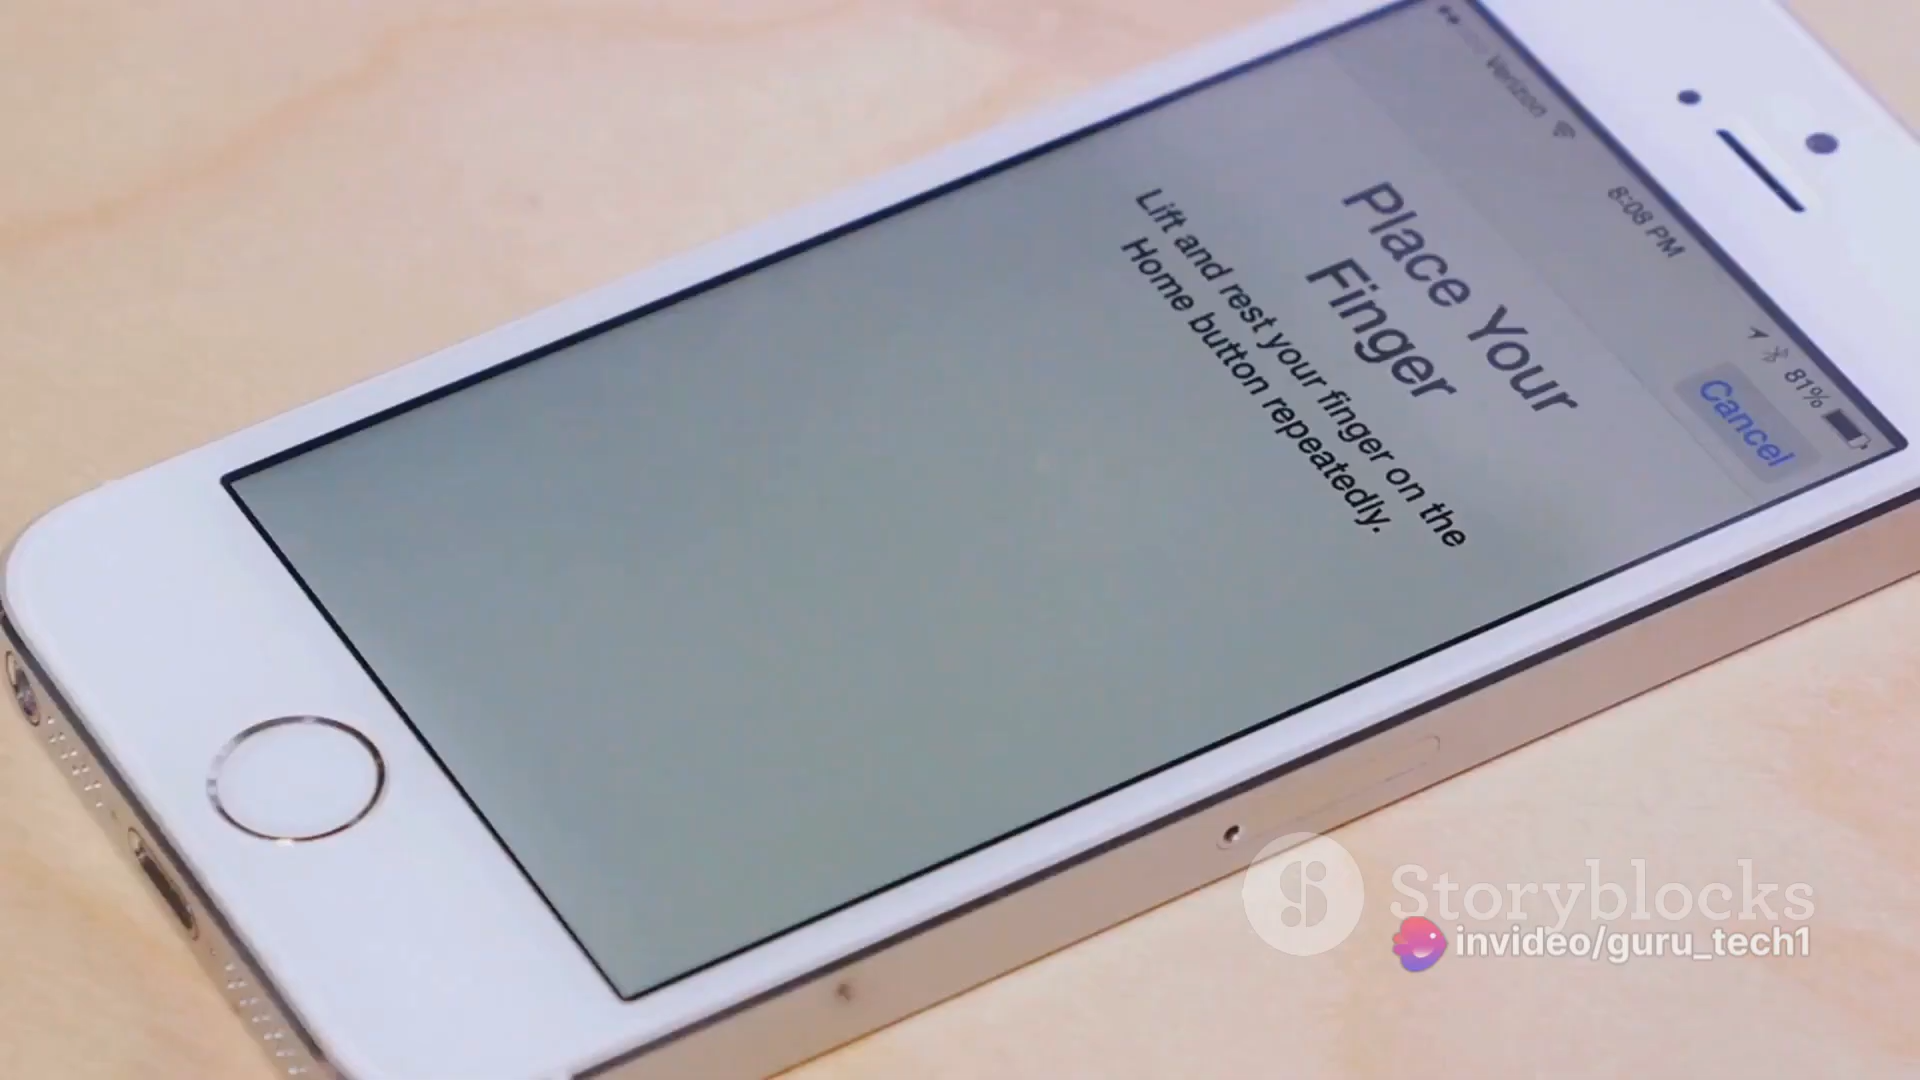 Verizon
8:08 PM
81%
Cancel
Place Your
Finger
Lift and rest your finger on the
Home button repeatedly.
Storyblocks
invideo/guru_tech1